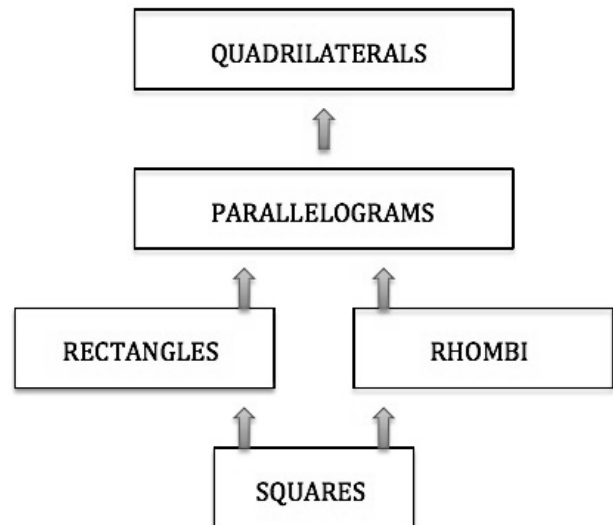 QUADRILATERALS
PARALLELOGRAMS
RECTANGLES
RHOMBI
SQUARES